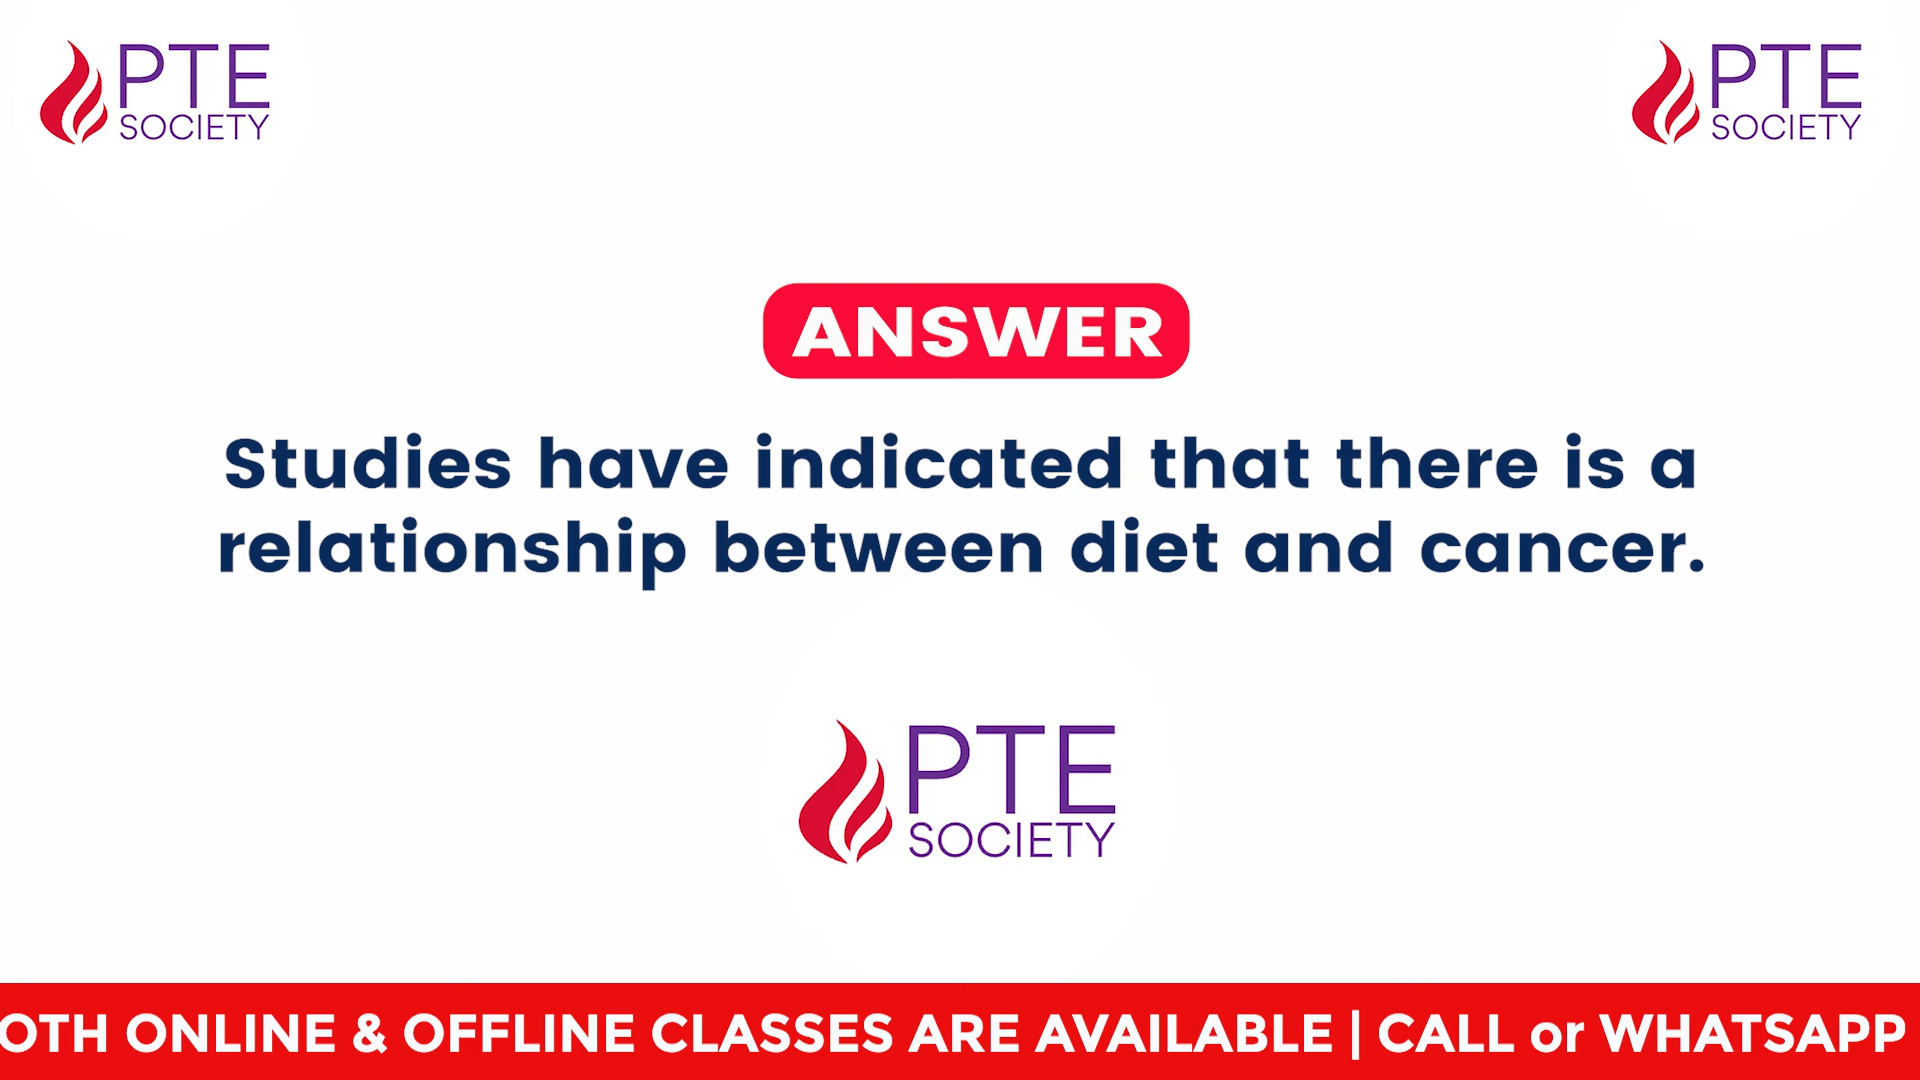 PTE
SOCIETY
PTE
SOCIETY
ANSWER
Studies have indicated that there is a
relationship between diet and cancer.
PTE
SOCIETY
OTH ONLINE & OFFLINE CLASSES ARE AVAILABLE | CALL or WHATSAPP